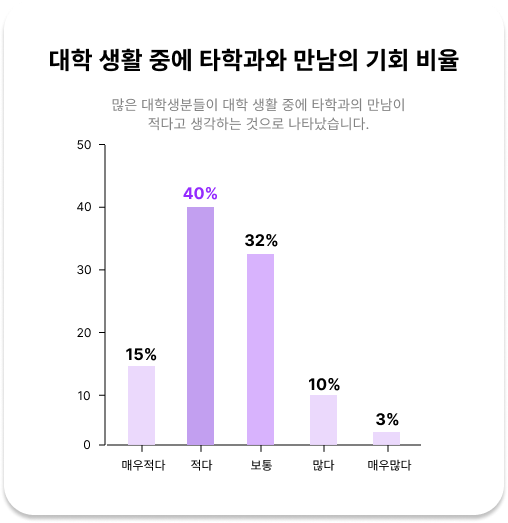 대학 생활 중에 타학과와 만남의 기회 비율
많은 대학생분들이 대학 생활 중에 타학과의 만남이
적다고 생각하는 것으로 나타났습니다.
50
40
30
20
10
0
15%
40%
32%
10%
3%
매우적다
적다
보통
많다
매우많다